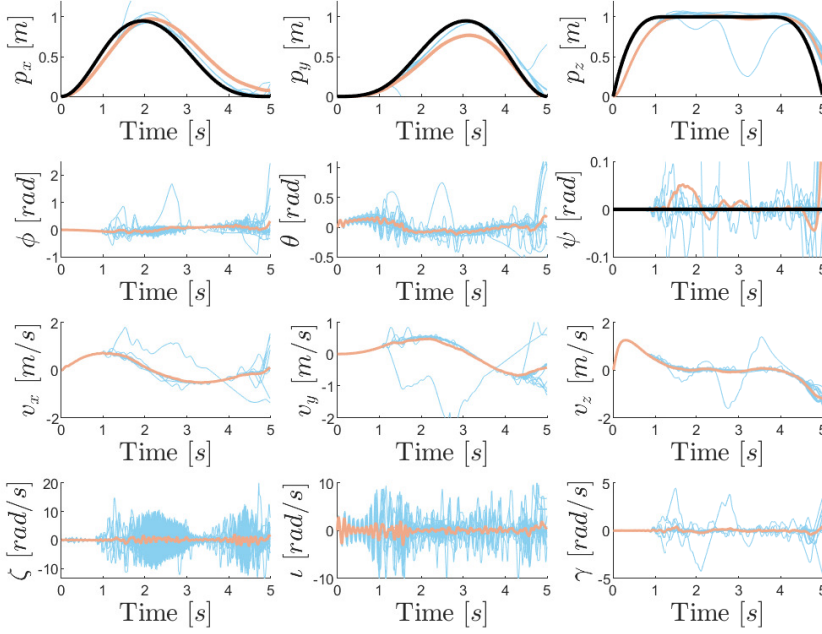 p_x [m]
1
0.5
0
0 1 2 3 4 5
Time [s]
p_y [m]
1
0.5
0
0 1 2 3 4 5
Time [s]
p_z [m]
1
0.5
0
0 1 2 3 4 5
Time [s]
ϕ [rad]
2
1
0
-1
0 1 2 3 4 5
Time [s]
θ [rad]
1
0.5
0
-0.5
0 1 2 3 4 5
Time [s]
ψ [rad]
0.1
0
-0.1
0 1 2 3 4 5
Time [s]
v_x [m/s]
2
0
-2
0 1 2 3 4 5
Time [s]
v_y [m/s]
1
0
-1
-2
0 1 2 3 4 5
Time [s]
v_z [m/s]
2
0
-2
0 1 2 3 4 5
Time [s]
ζ [rad/s]
20
10
0
-10
0 1 2 3 4 5
Time [s]
ι [rad/s]
10
0
-10
0 1 2 3 4 5
Time [s]
γ [rad/s]
5
0
-5
0 1 2 3 4 5
Time [s]